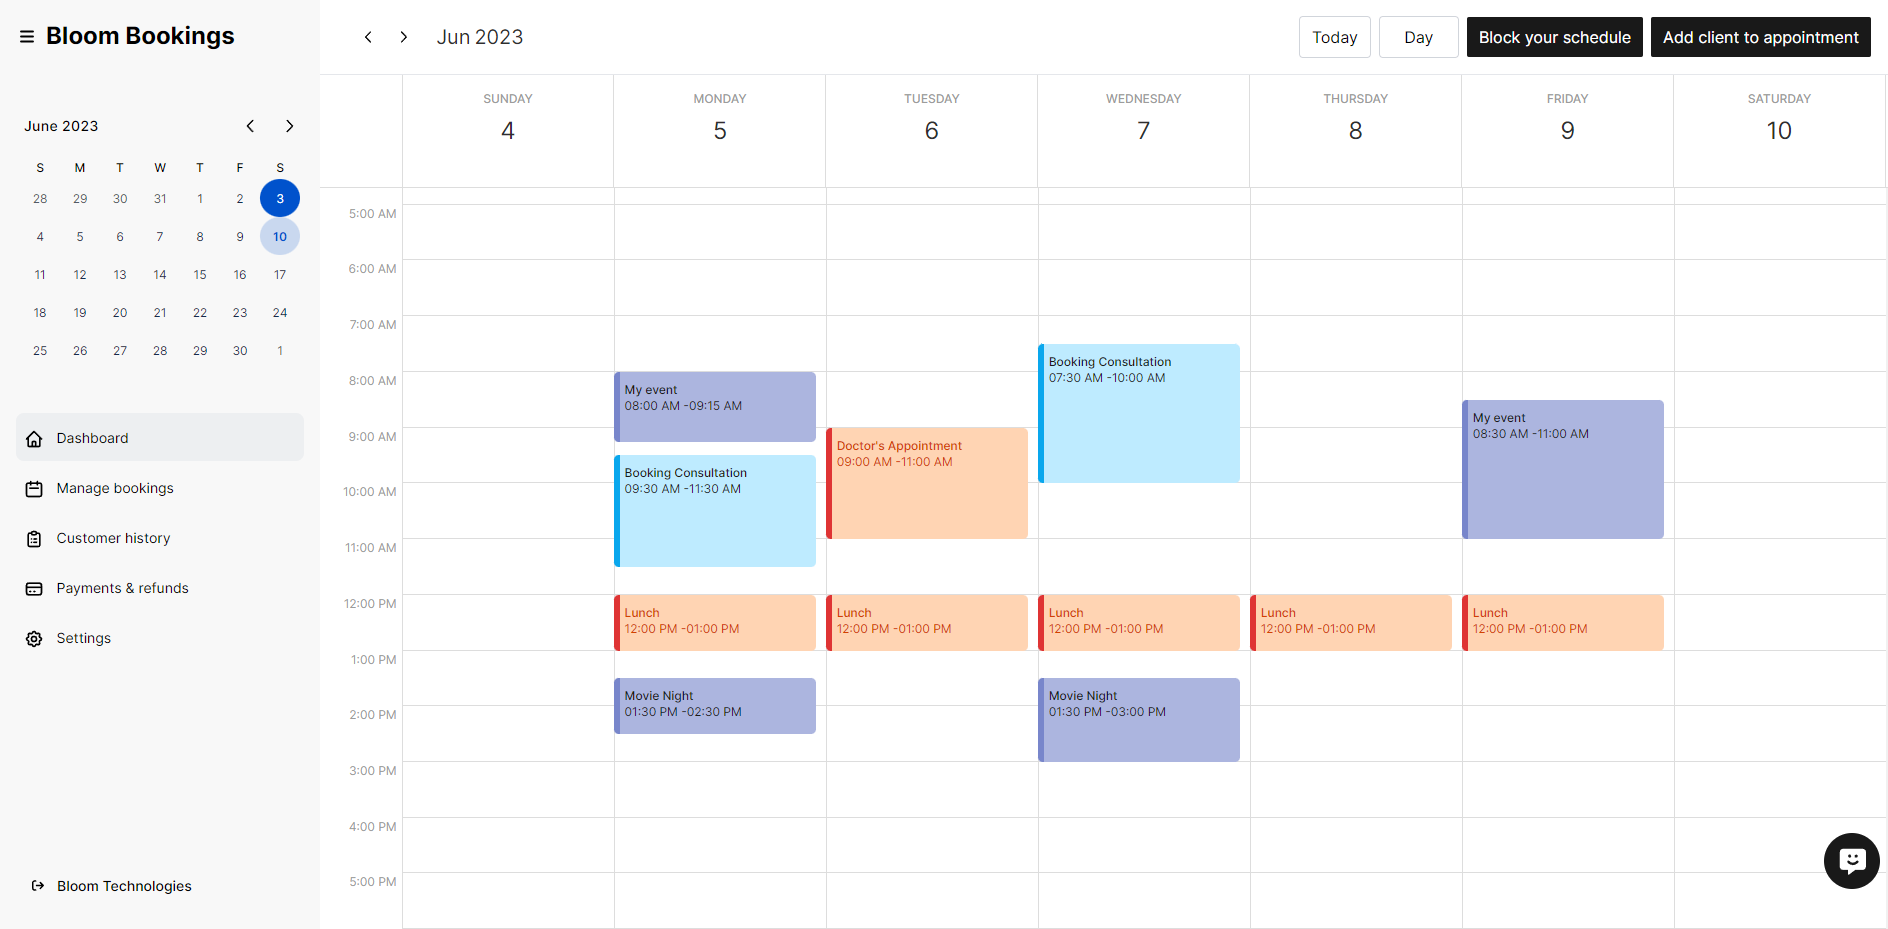 Bloom Bookings
June 2023
S M T W T F S
28 29 30 31 1 2 3
4 5 6 7 8 9 10
11 12 13 14 15 16 17
18 19 20 21 22 23 24
25 26 27 28 29 30 1
Dashboard
Manage bookings
Customer history
Payments & refunds
Settings
Bloom Technologies
Jun 2023
Today
Day
Block your schedule
Add client to appointment
SUNDAY MONDAY TUESDAY WEDNESDAY THURSDAY FRIDAY SATURDAY
4 5 6 7 8 9 10
5:00 AM
6:00 AM
7:00 AM
8:00 AM
9:00 AM
10:00 AM
11:00 AM
12:00 PM
1:00 PM
2:00 PM
3:00 PM
4:00 PM
5:00 PM
My event
08:00 AM -09:15 AM
Booking Consultation
09:30 AM -11:30 AM
Lunch
12:00 PM -01:00 PM
Movie Night
01:30 PM -02:30 PM
Doctor's Appointment
09:00 AM -11:00 AM
Lunch
12:00 PM -01:00 PM
Booking Consultation
07:30 AM -10:00 AM
Lunch
12:00 PM -01:00 PM
Movie Night
01:30 PM -03:00 PM
Lunch
12:00 PM -01:00 PM
My event
08:30 AM -11:00 AM
Lunch
12:00 PM -01:00 PM